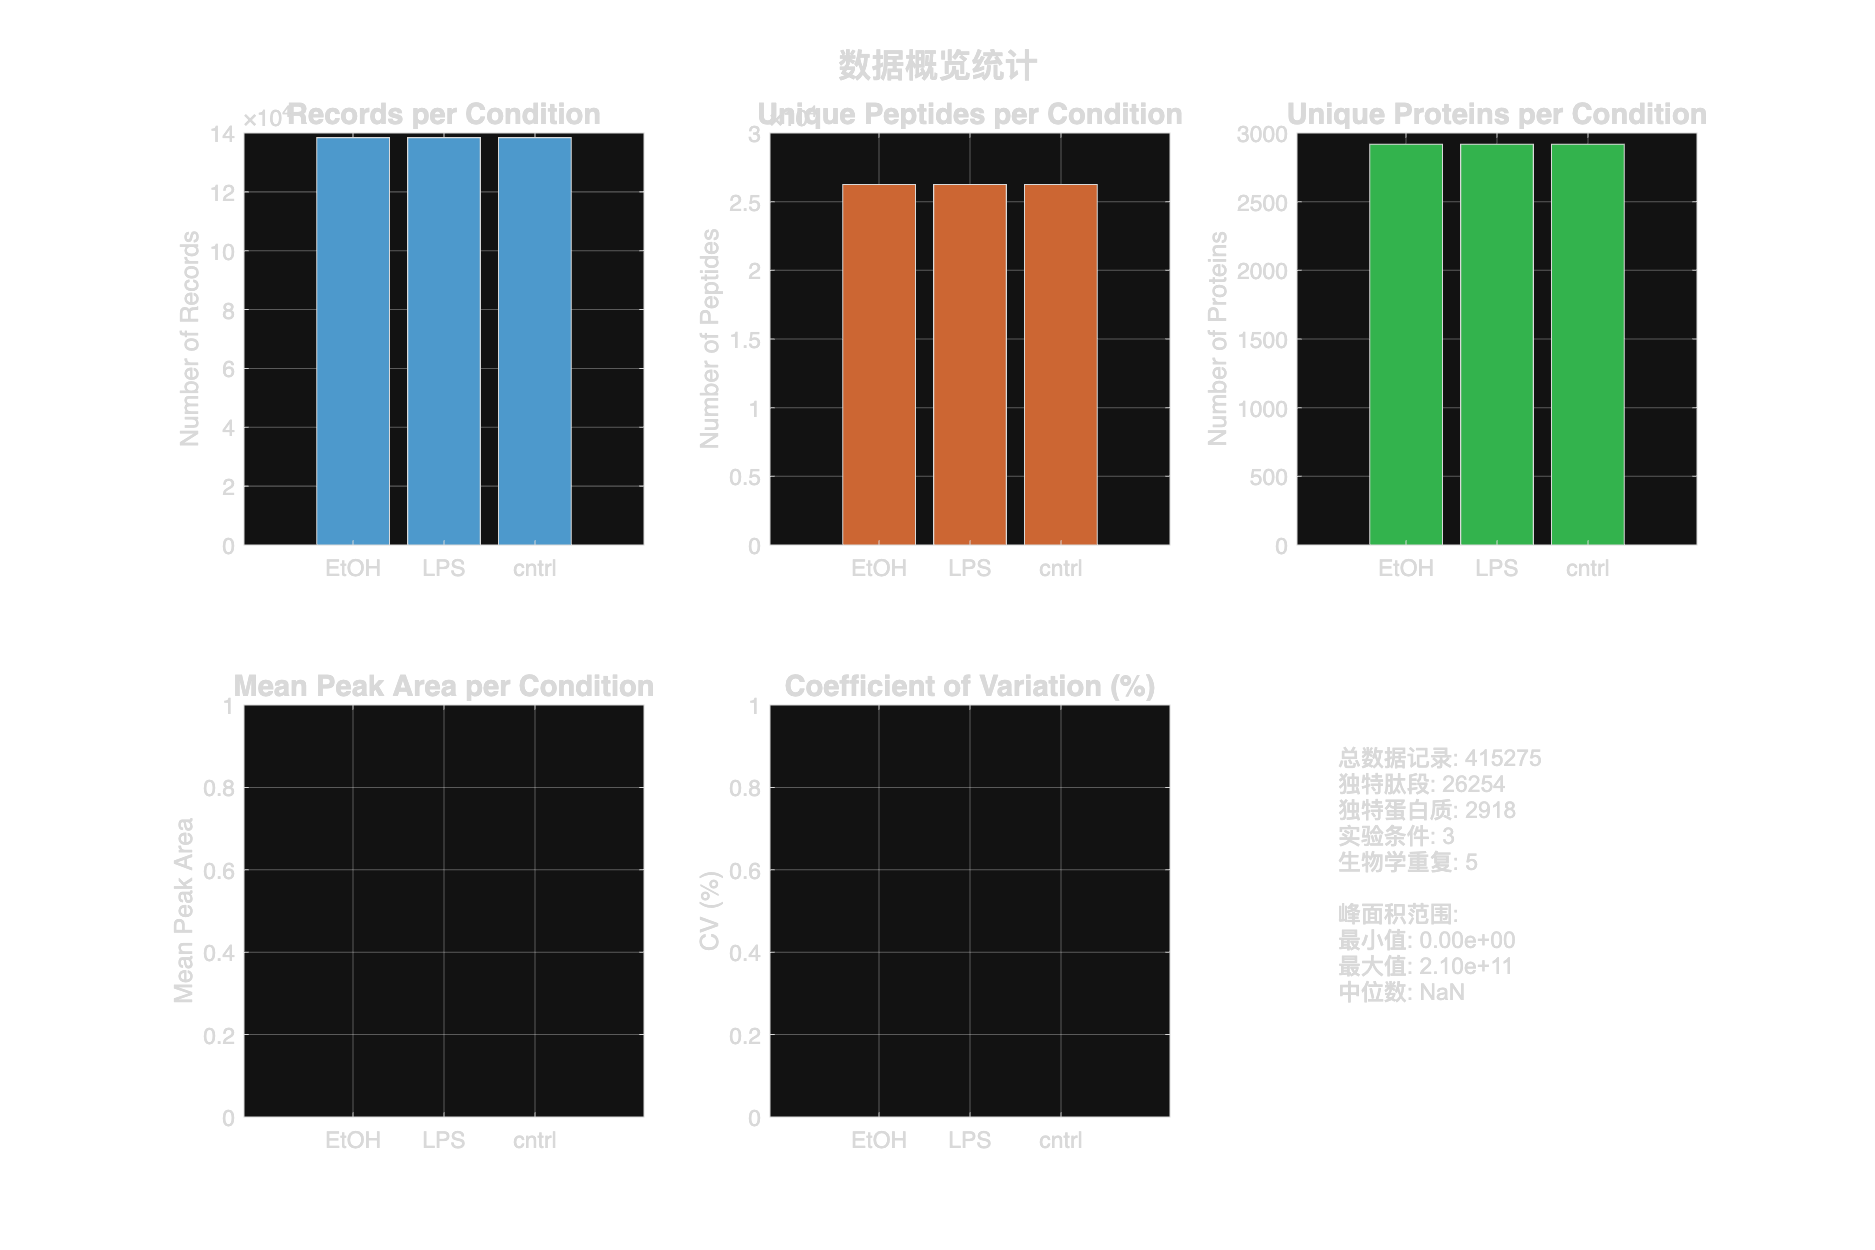 数据概览统计
×10⁴
Records per Condition
Unique Peptides per Condition
Unique Proteins per Condition
Number of Records
14
12
10
8
6
4
2
0
EtOH LPS cntrl
Number of Peptides
3
2.5
2
1.5
1
0.5
0
EtOH LPS cntrl
Number of Proteins
3000
2500
2000
1500
1000
500
0
EtOH LPS cntrl
Mean Peak Area per Condition
Mean Peak Area
1
0.8
0.6
0.4
0.2
0
EtOH LPS cntrl
Coefficient of Variation (%)
CV (%)
1
0.8
0.6
0.4
0.2
0
EtOH LPS cntrl
总数据记录: 415275
独特肽段: 26254
独特蛋白质: 2918
实验条件: 3
生物学重复: 5
峰面积范围:
最小值: 0.00e+00
最大值: 2.10e+11
中位数: NaN